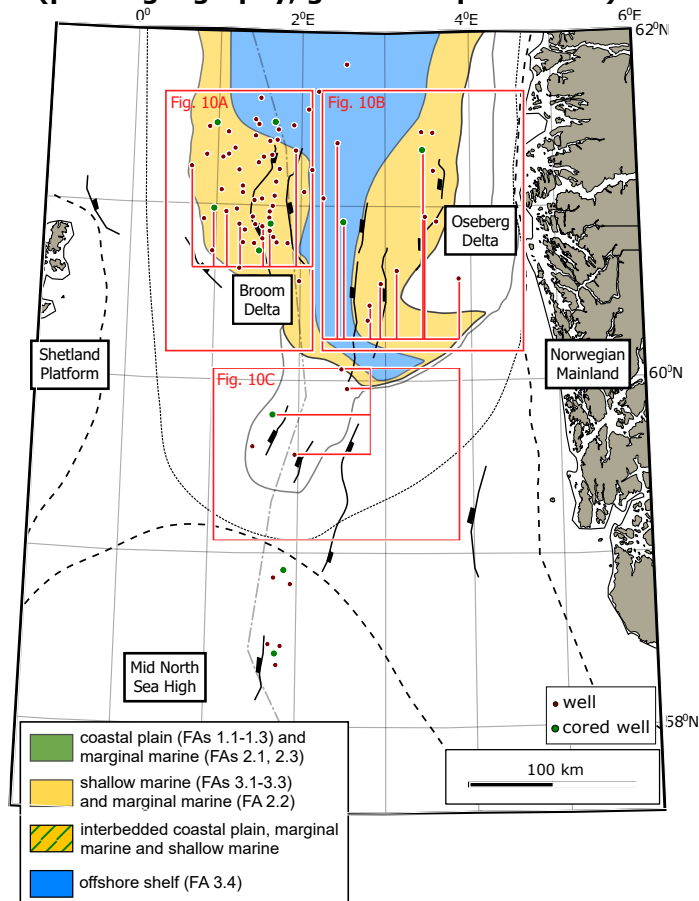 0⁰ 2⁰E 4⁰E 6⁰E
62⁰N
Fig. 10A
Fig. 10B
Oseberg
Delta
Broom
Delta
Shetland
Platform
Norwegian
Mainland
60⁰N
Fig. 10C
Mid North
Sea High
well
cored well
58⁰N
100 km
coastal plain (FAs 1.1-1.3) and
marginal marine (FAs 2.1, 2.3)
shallow marine (FAs 3.1-3.3)
and marginal marine (FA 2.2)
interbedded coastal plain, marginal
marine and shallow marine
offshore shelf (FA 3.4)